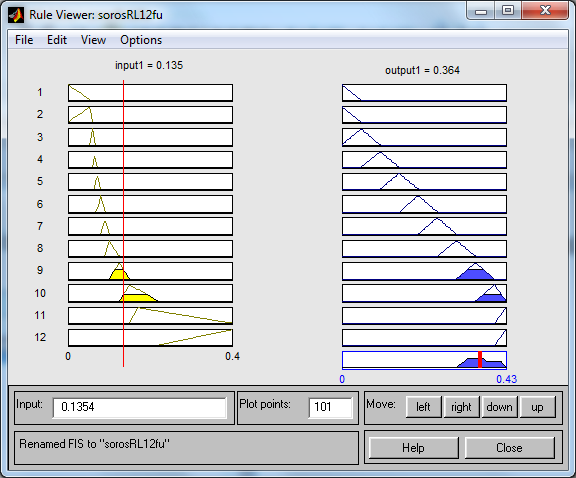 Rule Viewer: sorosRL12fu
File Edit View Options
input1 = 0.135
output1 = 0.364
1
2
3
4
5
6
7
8
9
10
11
12
0 0.4
0 0.43
Input: 0.1354 Plot points: 101 Move: left right down up
Renamed FIS to "sorosRL12fu" Help Close